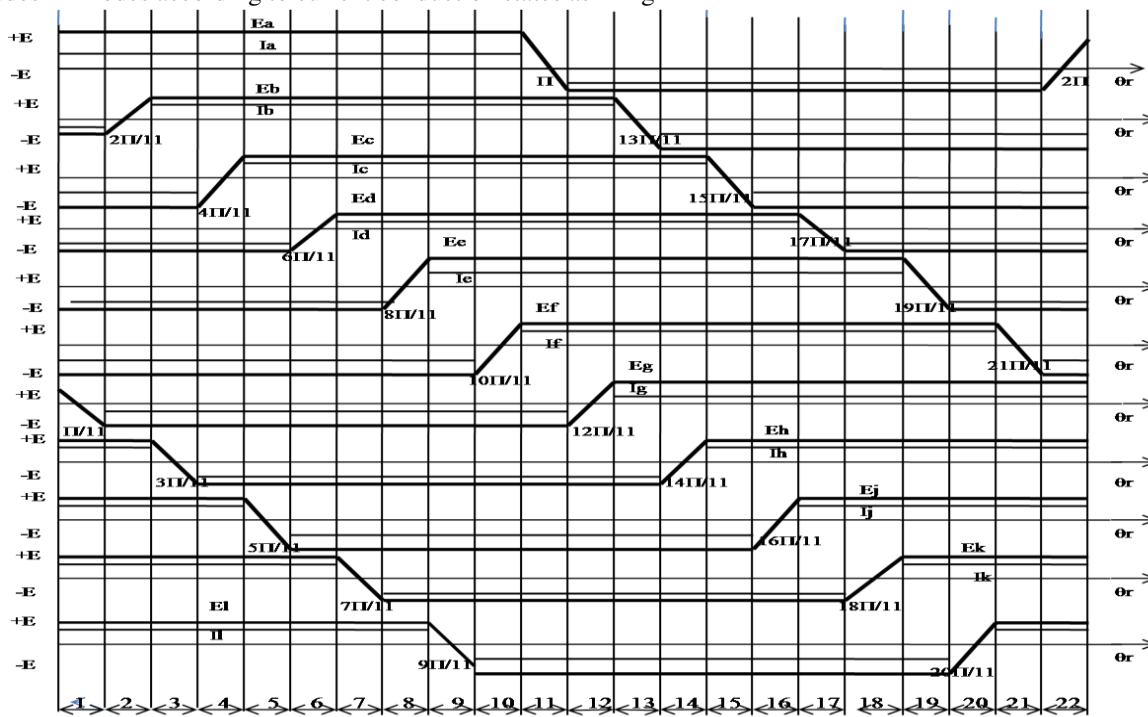 Ea
+E
Ia
-E
Π
2Π
Θr
Eb
+E
Ib
-E
2Π/11
13Π/11
Θr
Ec
+E
Ic
-E
4Π/11
15Π/11
Θr
Ed
+E
Id
-E
6Π/11
17Π/11
Θr
Ee
+E
Ie
-E
8Π/11
19Π/11
Θr
Ef
+E
If
-E
10Π/11
21Π/11
Θr
Eg
+E
Ig
-E
Π/11
12Π/11
Θr
Eh
+E
Ih
-E
3Π/11
14Π/11
Θr
Ej
+E
Ij
-E
5Π/11
16Π/11
Θr
Ek
+E
Ik
-E
7Π/11
18Π/11
Θr
El
+E
Il
-E
9Π/11
20Π/11
Θr
1 2 3 4 5 6 7 8 9 10 11 12 13 14 15 16 17 18 19 20 21 22